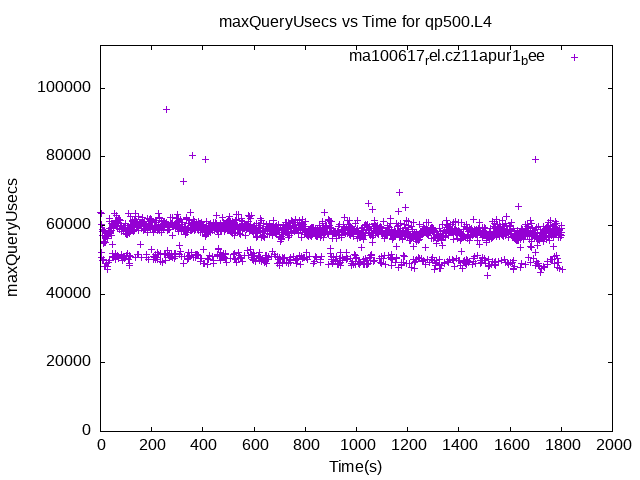 maxQueryUsecs vs Time for qp500.L4
ma100617rel.cz11apur1bee
maxQueryUsecs
100000
80000
60000
40000
20000
0
0 200 400 600 800 1000 1200 1400 1600 1800 2000
Time(s)